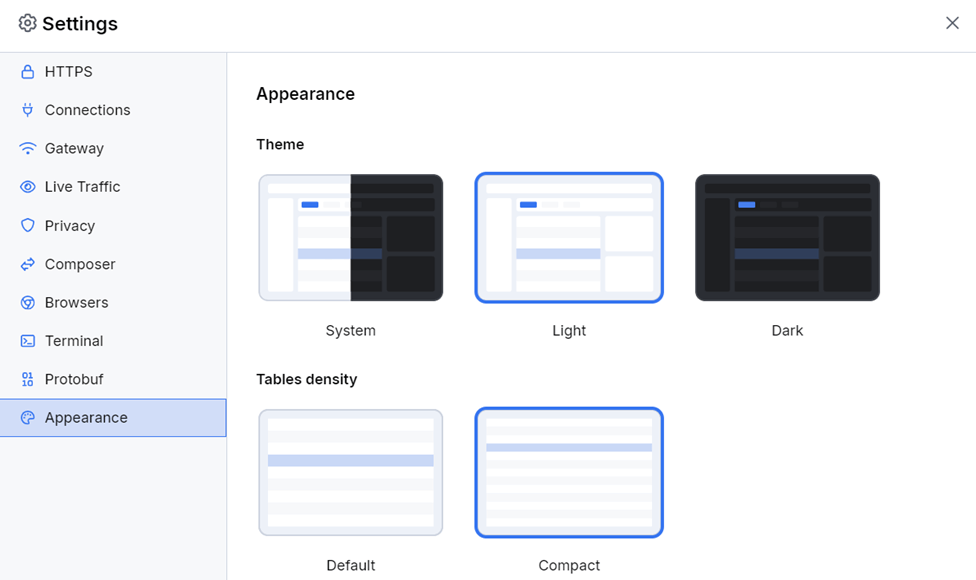 Settings
HTTPS
Connections
Gateway
Live Traffic
Privacy
Composer
Browsers
Terminal
Protobuf
Appearance
Appearance
Theme
System Light Dark
Tables density
Default Compact